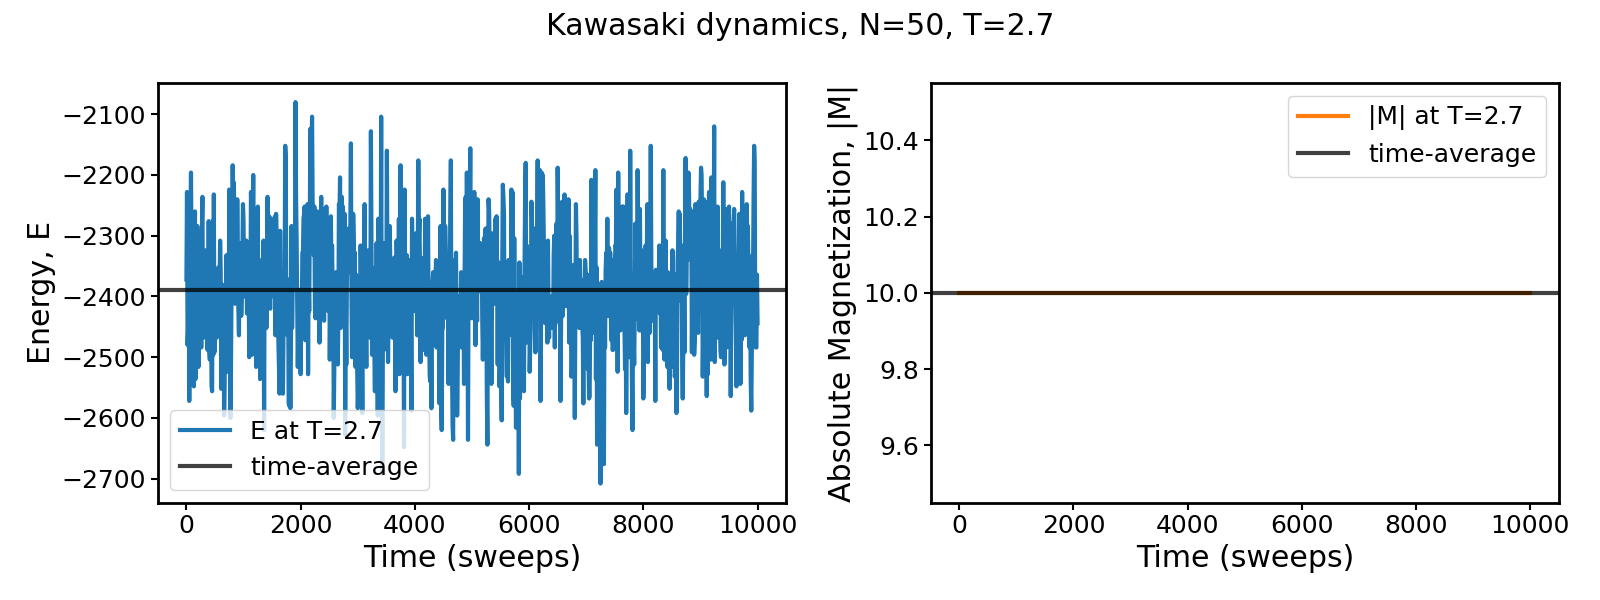 Kawasaki dynamics, N=50, T=2.7
Energy, E
−2100
−2200
−2300
−2400
−2500
−2600
−2700
E at T=2.7
time-average
0 2000 4000 6000 8000 10000
Time (sweeps)
Absolute Magnetization, |M|
10.4
10.2
10.0
9.8
9.6
|M| at T=2.7
time-average
0 2000 4000 6000 8000 10000
Time (sweeps)